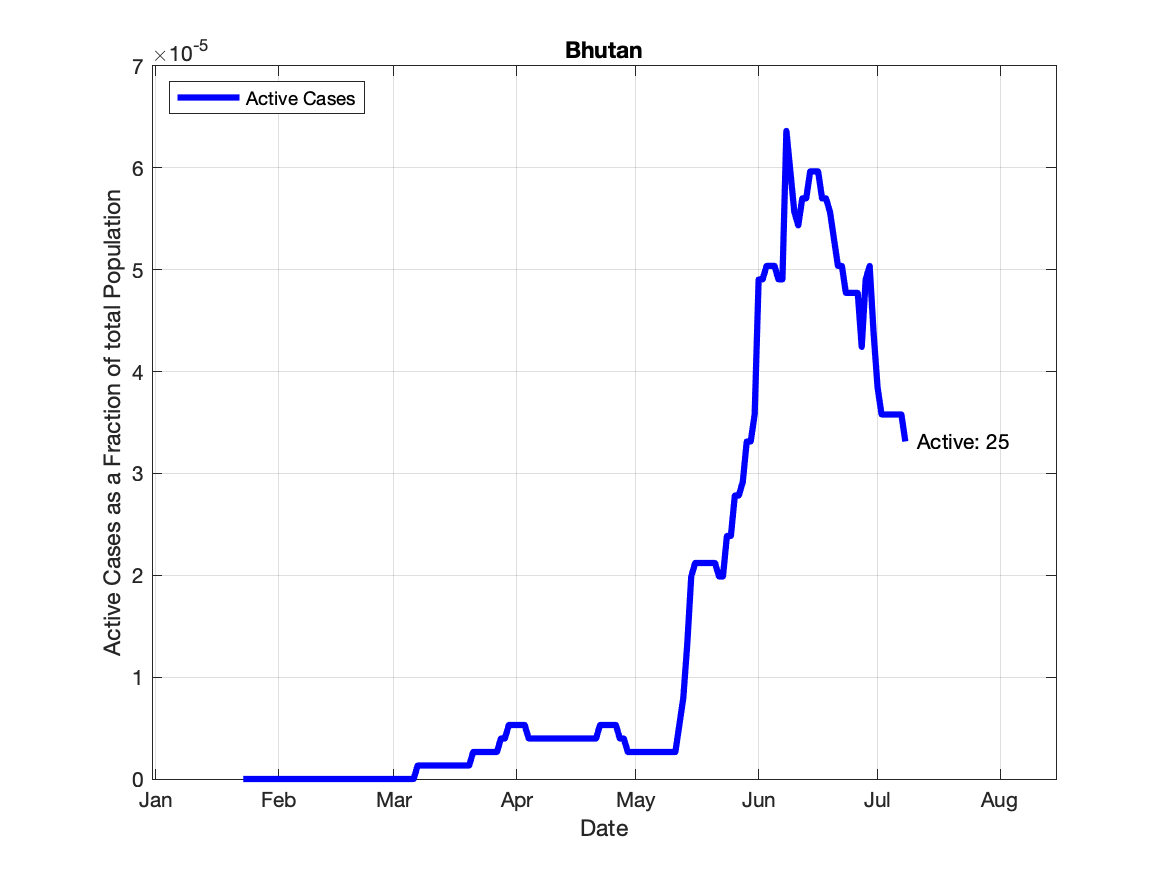 Bhutan
×10-5
Active Cases
7
6
5
4
3
2
1
0
Active Cases as a Fraction of total Population
Active: 25
Jan Feb Mar Apr May Jun Jul Aug
Date